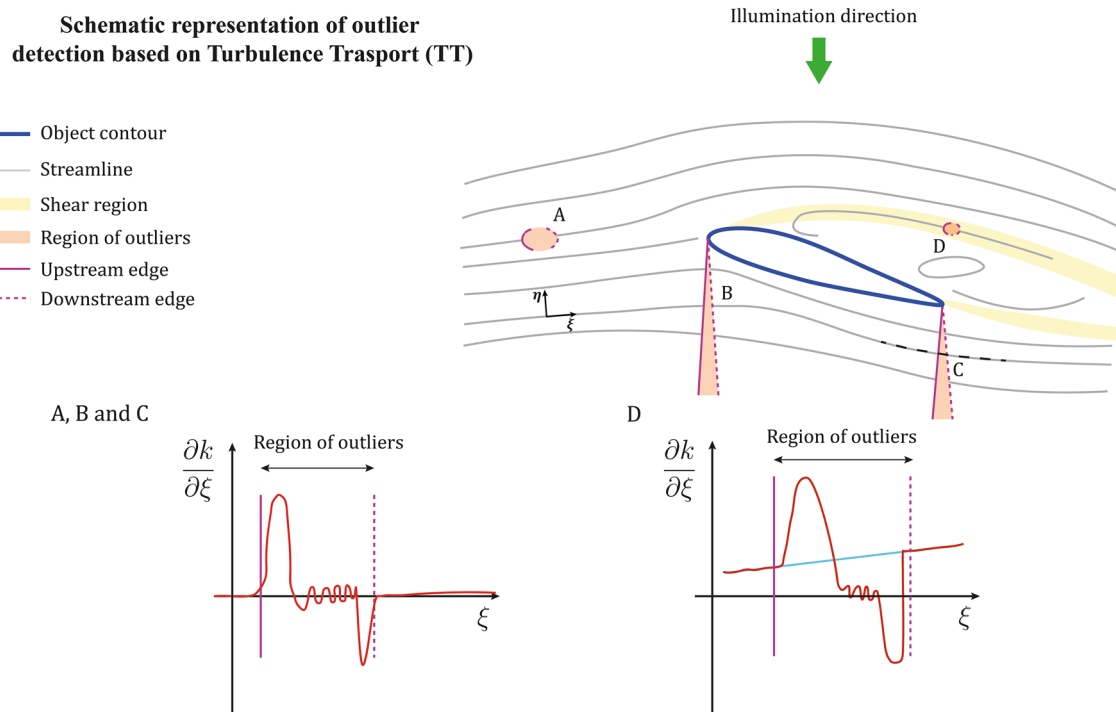 Schematic representation of outlier
detection based on Turbulence Trasport (TT)
Illumination direction
Object contour
Streamline
Shear region
Region of outliers
Upstream edge
Downstream edge
A
D
B
η
ξ
C
A, B and C
D
∂k
∂ξ
Region of outliers
ξ
∂k
∂ξ
Region of outliers
ξ